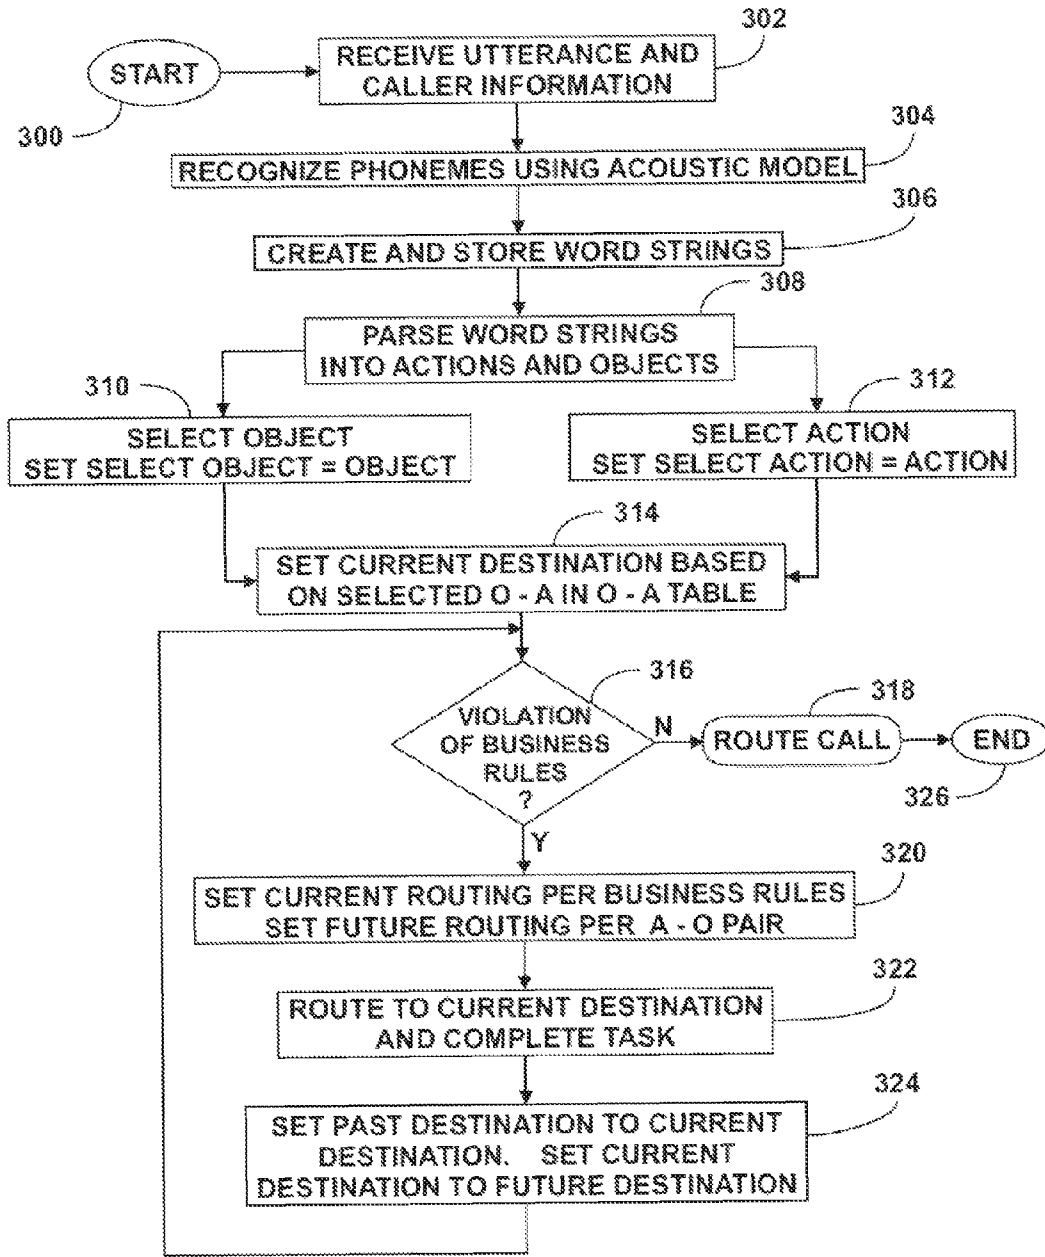 302
START
RECEIVE UTTERANCE AND
CALLER INFORMATION
300
304
RECOGNIZE PHONEMES USING ACOUSTIC MODEL
306
CREATE AND STORE WORD STRINGS
308
PARSE WORD STRINGS
INTO ACTIONS AND OBJECTS
310
312
SELECT OBJECT
SET SELECT OBJECT = OBJECT
SELECT ACTION
SET SELECT ACTION = ACTION
314
SET CURRENT DESTINATION BASED
ON SELECTED O - A IN O - A TABLE
316
318
VIOLATION
OF BUSINESS
RULES
?
N
ROUTE CALL
END
326
Y
320
SET CURRENT ROUTING PER BUSINESS RULES
SET FUTURE ROUTING PER A - O PAIR
322
ROUTE TO CURRENT DESTINATION
AND COMPLETE TASK
324
SET PAST DESTINATION TO CURRENT
DESTINATION. SET CURRENT
DESTINATION TO FUTURE DESTINATION